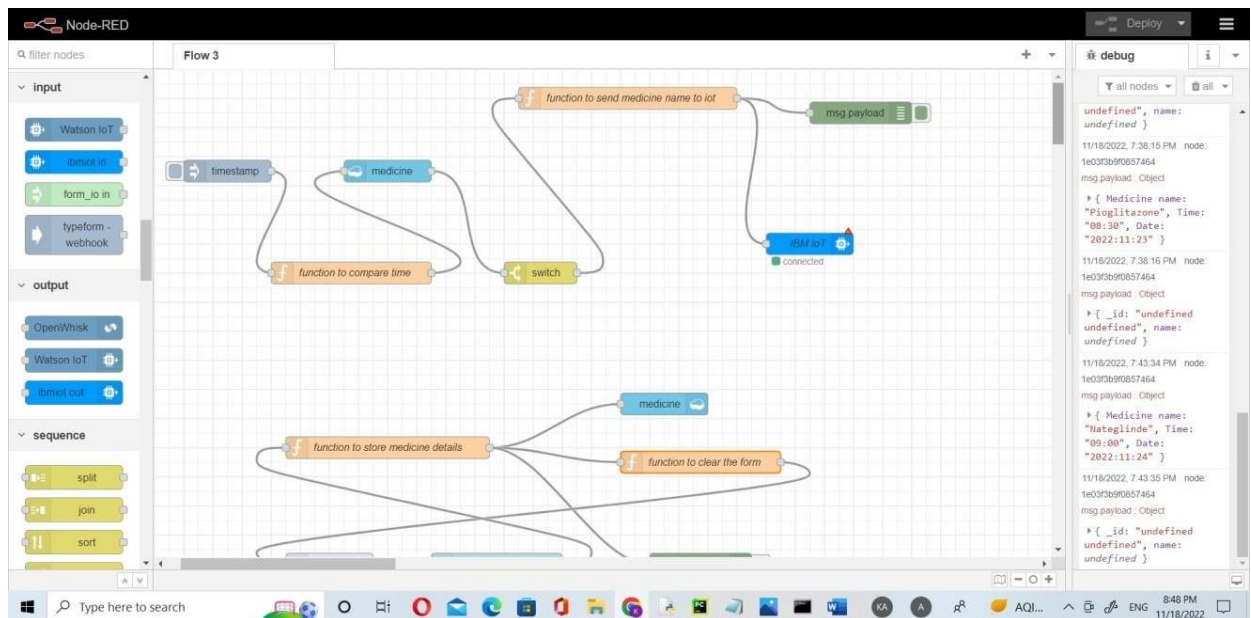 Node-RED
Deploy
filter nodes
Flow 3
debug
i
all nodes
all
input
Watson IoT
ibmiot in
form_io in
typeform -
webhook
output
OpenWhisk
Watson IoT
ibmiot out
sequence
split
join
sort
function to send medicine name to iot
msg.payload
timestamp
medicine
IBM IoT
connected
function to compare time
switch
medicine
function to store medicine details
function to clear the form
undefined", name:
undefined }
11/18/2022, 7:38:15 PM node:
1e03f3b9f0857464
msg.payload : Object
{ Medicine name:
"Pioglitazone", Time:
"08:30", Date:
"2022:11:23" }
11/18/2022, 7:38:16 PM node:
1e03f3b9f0857464
msg.payload : Object
{ _id: "undefined
undefined", name:
undefined }
11/18/2022, 7:43:34 PM node:
1e03f3b9f0857464
msg.payload : Object
{ Medicine name:
"Nateglinde", Time:
"09:00", Date:
"2022:11:24" }
11/18/2022, 7:43:35 PM node:
1e03f3b9f0857464
msg.payload : Object
{ _id: "undefined
undefined", name:
undefined }
Type here to search
KA
A
AQI...
ENG
8:48 PM
11/18/2022